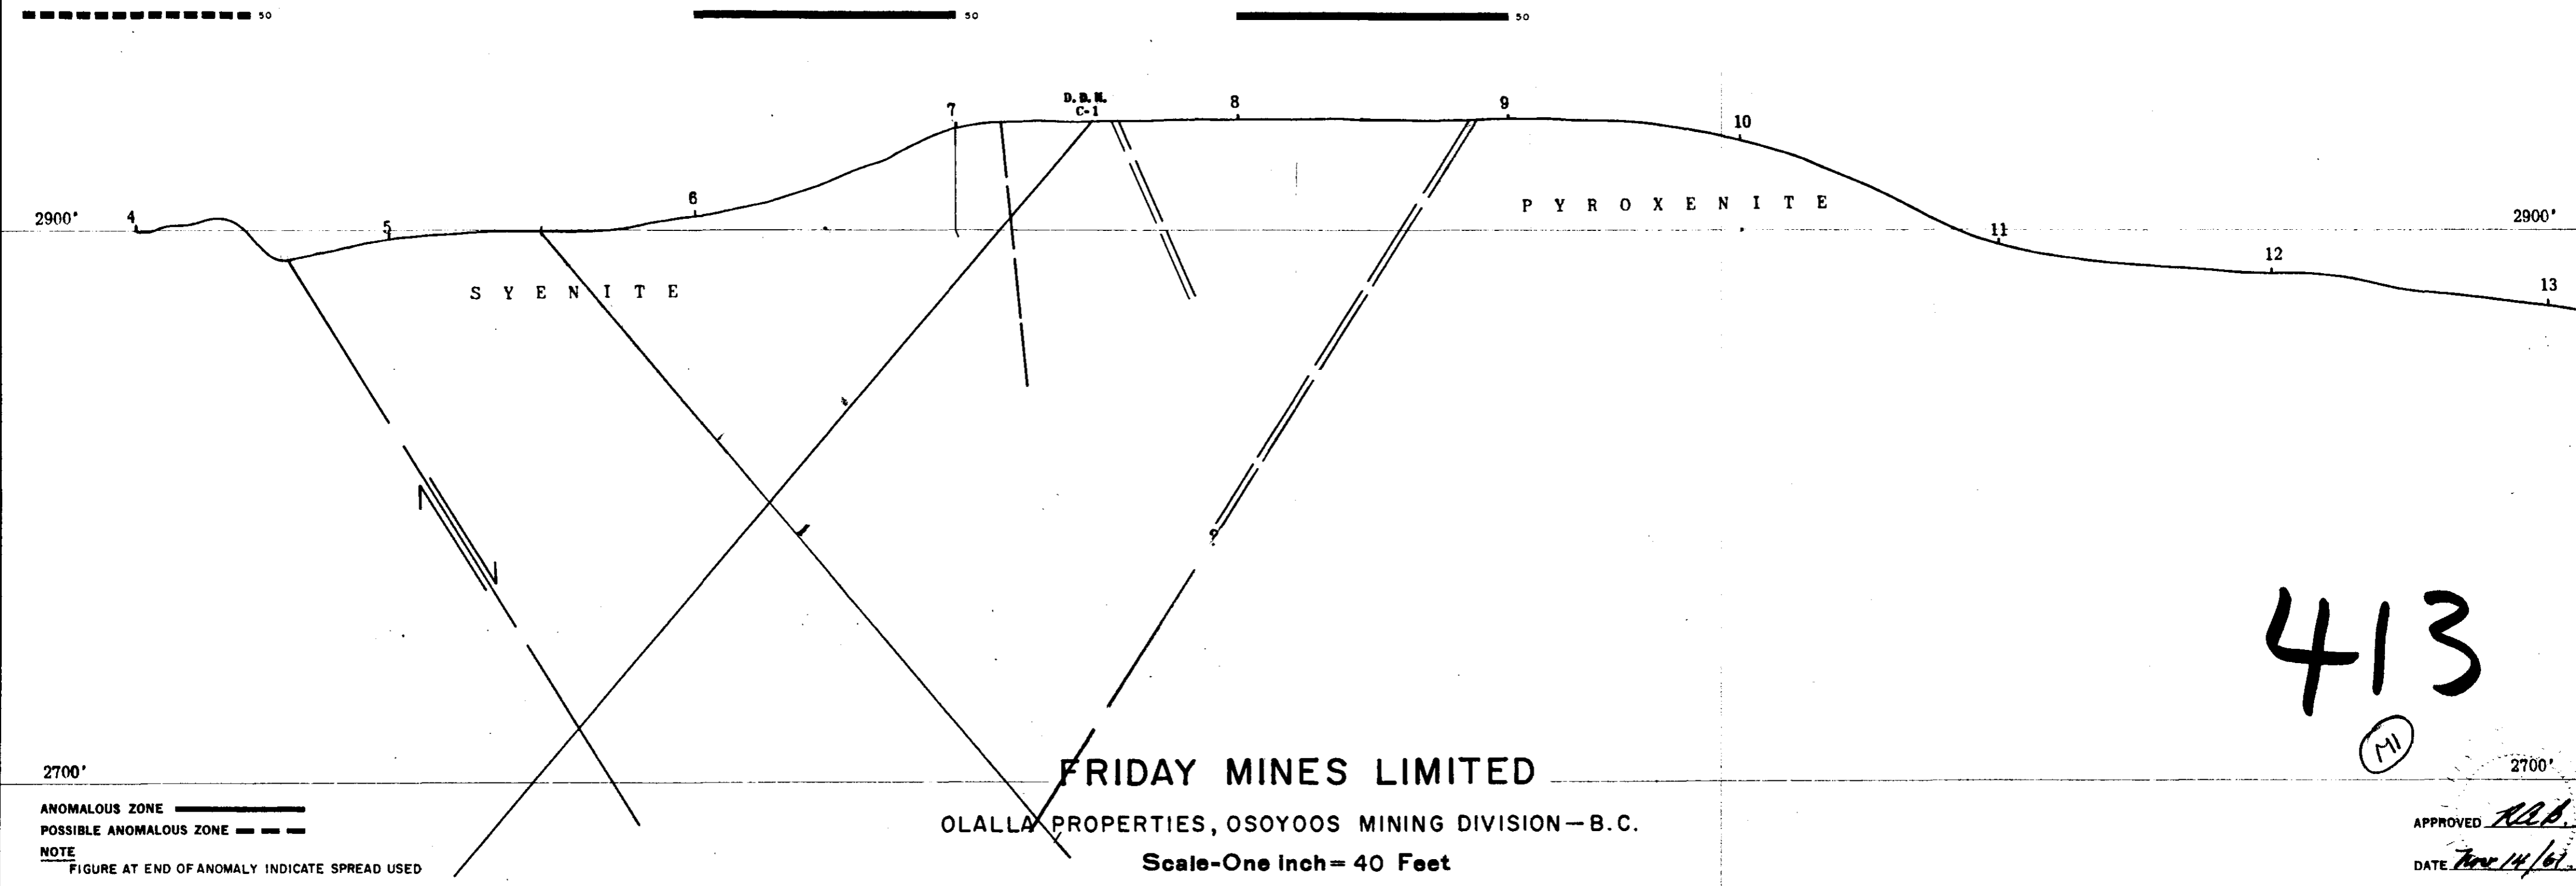 50 50 50
D.D.H.
C-1
7 8 9
10
6
2900' 4 5 11 2900'
PYROXENITE
12
13
SYENITE
?
413
MI
2700' 2700'
FRIDAY MINES LIMITED
OLALLA PROPERTIES, OSOYOOS MINING DIVISION—B.C.
Scale-One inch = 40 Feet
ANOMALOUS ZONE
POSSIBLE ANOMALOUS ZONE
NOTE
FIGURE AT END OF ANOMALY INDICATE SPREAD USED
APPROVED R.A.B.
DATE Nov 14/61